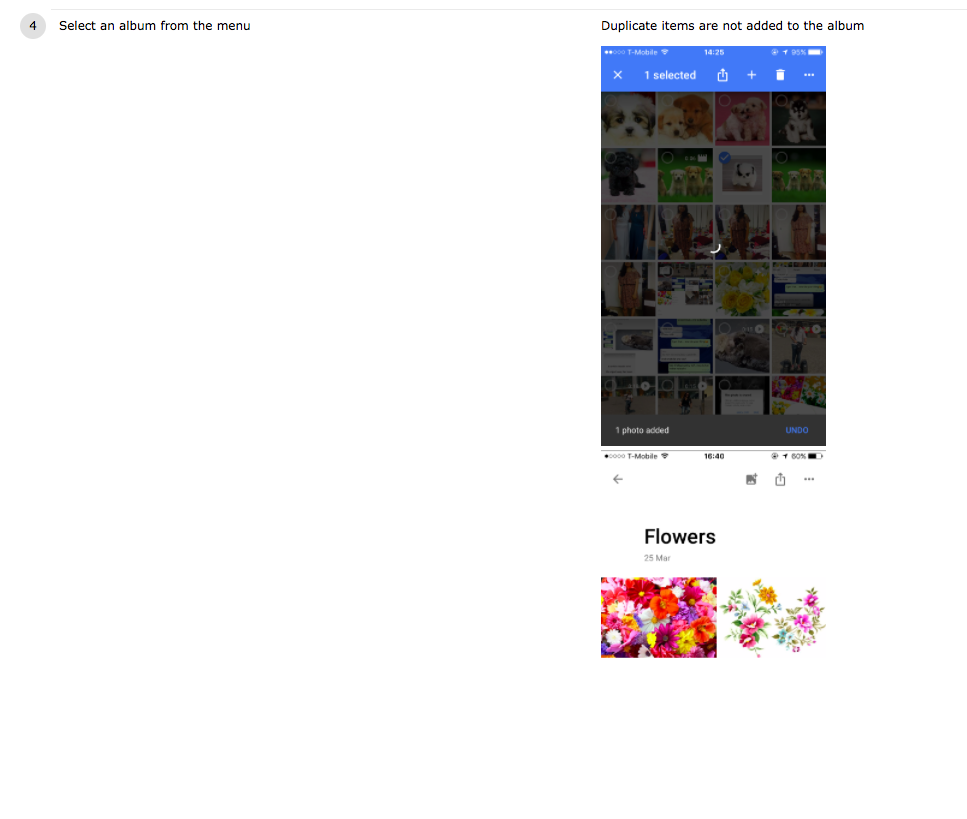 4 Select an album from the menu
Duplicate items are not added to the album
T-Mobile 14:25 95%
1 selected
1 photo added UNDO
T-Mobile 16:40 60%
Flowers
25 Mar